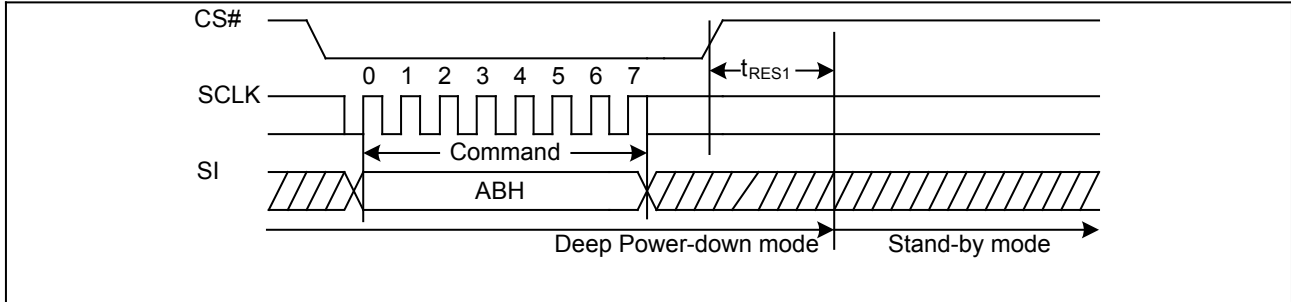 CS#
tRES1
0 1 2 3 4 5 6 7
SCLK
Command
SI
ABH
Deep Power-down mode Stand-by mode